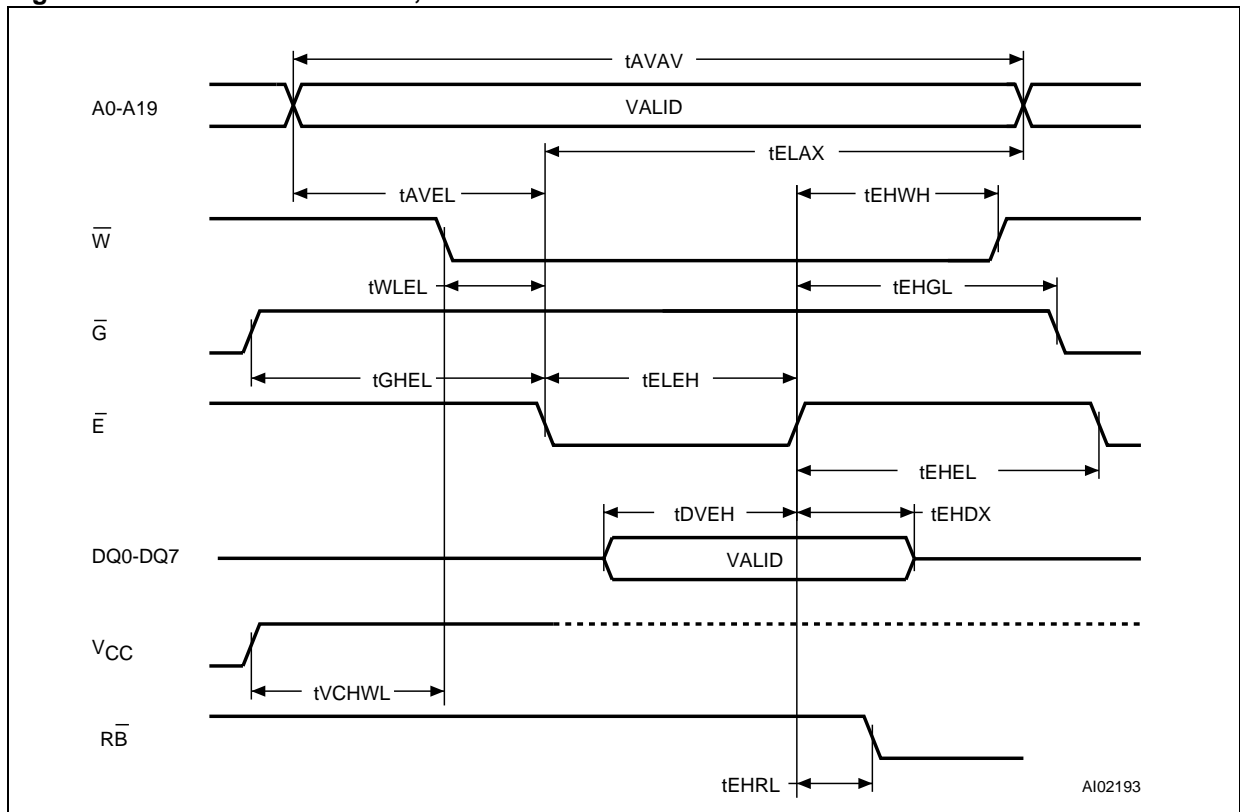 tAVAV
A0-A19
VALID
tELAX
tAVEL
tEHWH
W̅
tWLEL
tEHGL
G̅
tGHEL
tELEH
E̅
tEHEL
tDVEH
tEHDX
DQ0-DQ7
VALID
VCC
tVCHWL
RB̅
tEHRL
AI02193